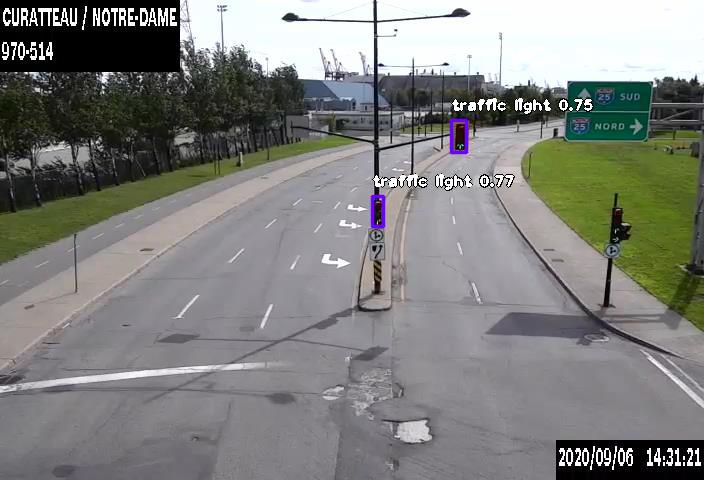 CURATTEAU / NOTRE-DAME
970-514
traffic light 0.75
25 SUD
25 NORD
traffic light 0.77
2020/09/06 14:31:21